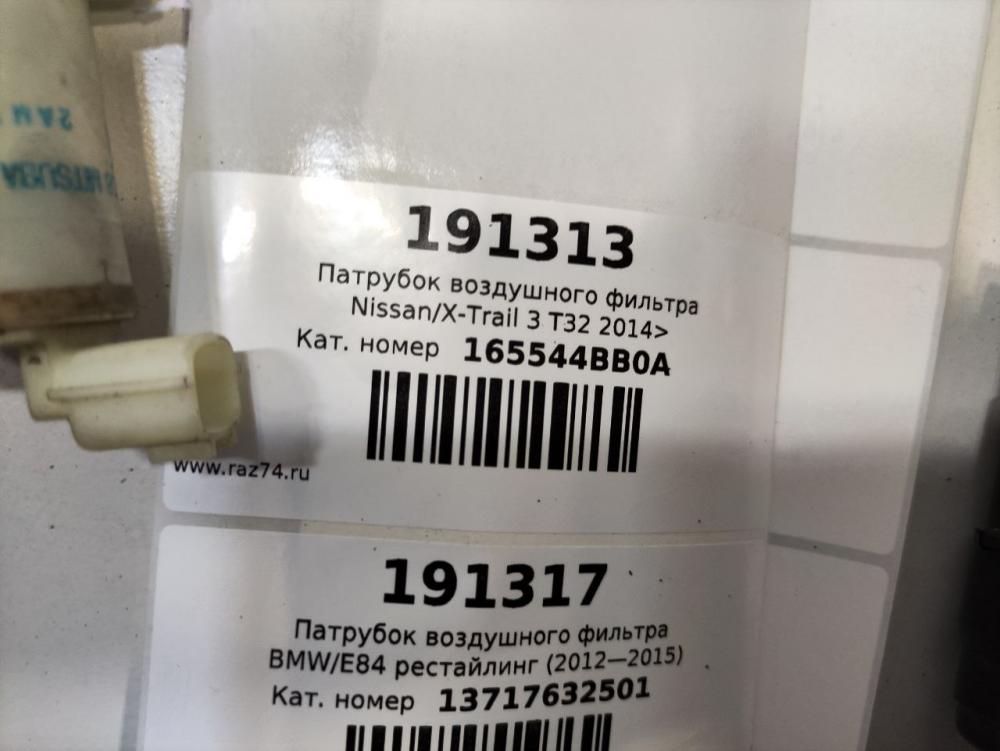 191313
Патрубок воздушного фильтра
Nissan/X-Trail 3 T32 2014>
Кат. номер 165544BB0A
www.raz74.ru
191317
Патрубок воздушного фильтра
BMW/E84 рестайлинг (2012—2015)
Кат. номер 13717632501